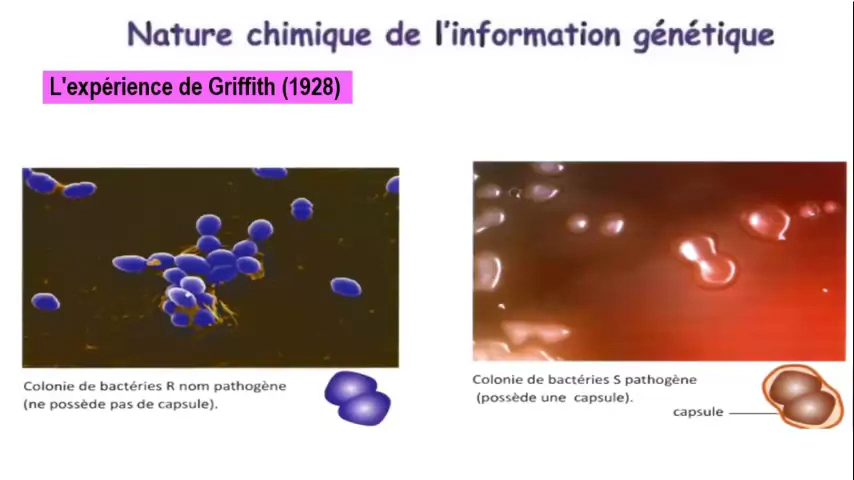 Nature chimique de l'information génétique
L'expérience de Griffith (1928)
Colonie de bactéries R nom pathogène
(ne possède pas de capsule).
Colonie de bactéries S pathogène
(possède une capsule).
capsule